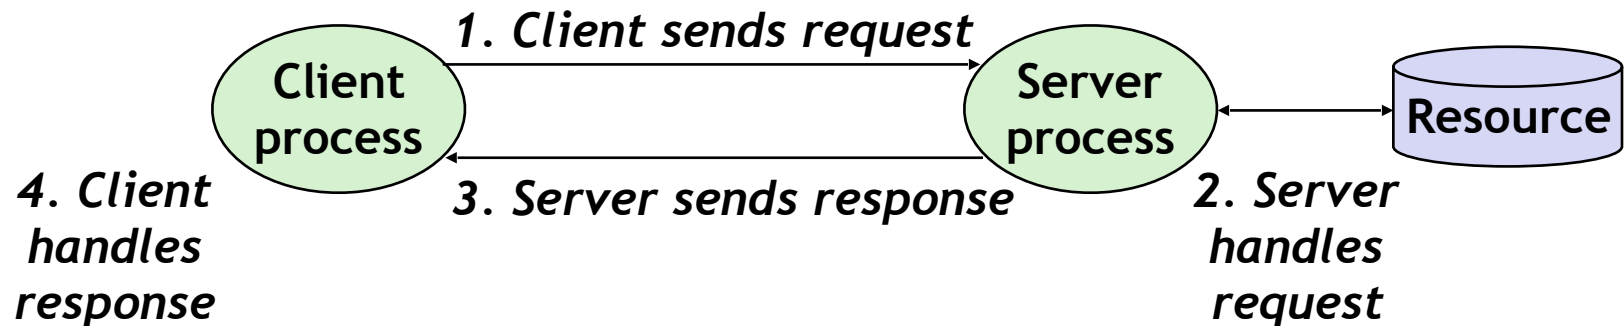 1. Client sends request
Client
process
Server
process
Resource
3. Server sends response
4. Client
handles
response
2. Server
handles
request